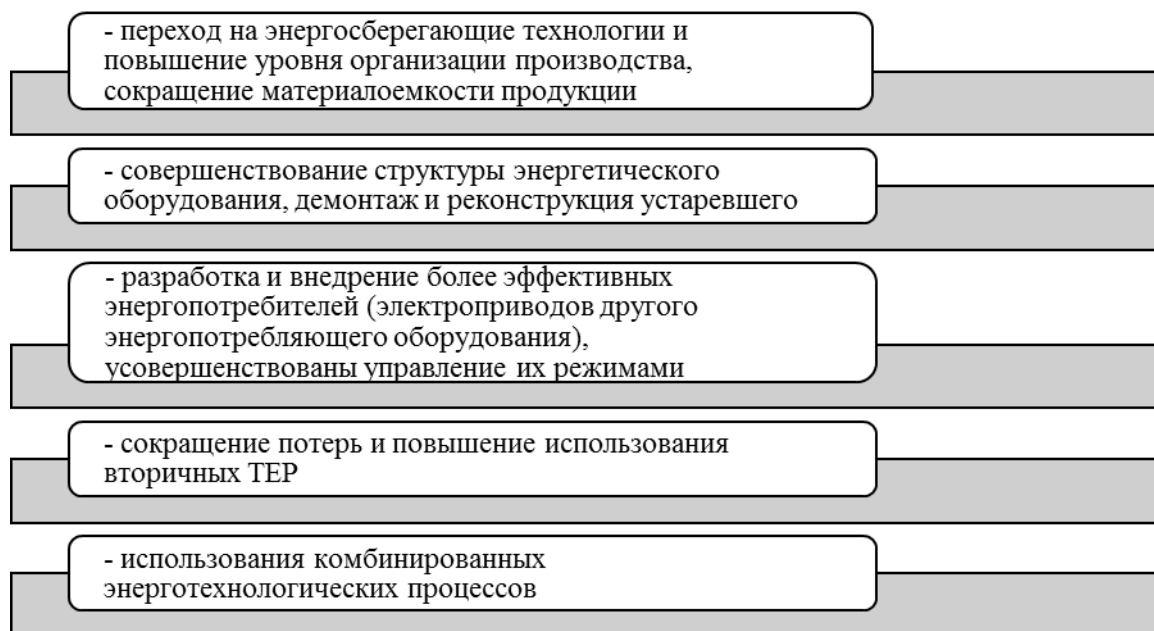 - переход на энергосберегающие технологии и
повышение уровня организации производства,
сокращение материалоемкости продукции
- совершенствование структуры энергетического
оборудования, демонтаж и реконструкция устаревшего
- разработка и внедрение более эффективных
энергопотребителей (электроприводов другого
энергопотребляющего оборудования),
усовершенствованы управление их режимами
- сокращение потерь и повышение использования
вторичных ТЕР
- использования комбинированных
энерготехнологических процессов